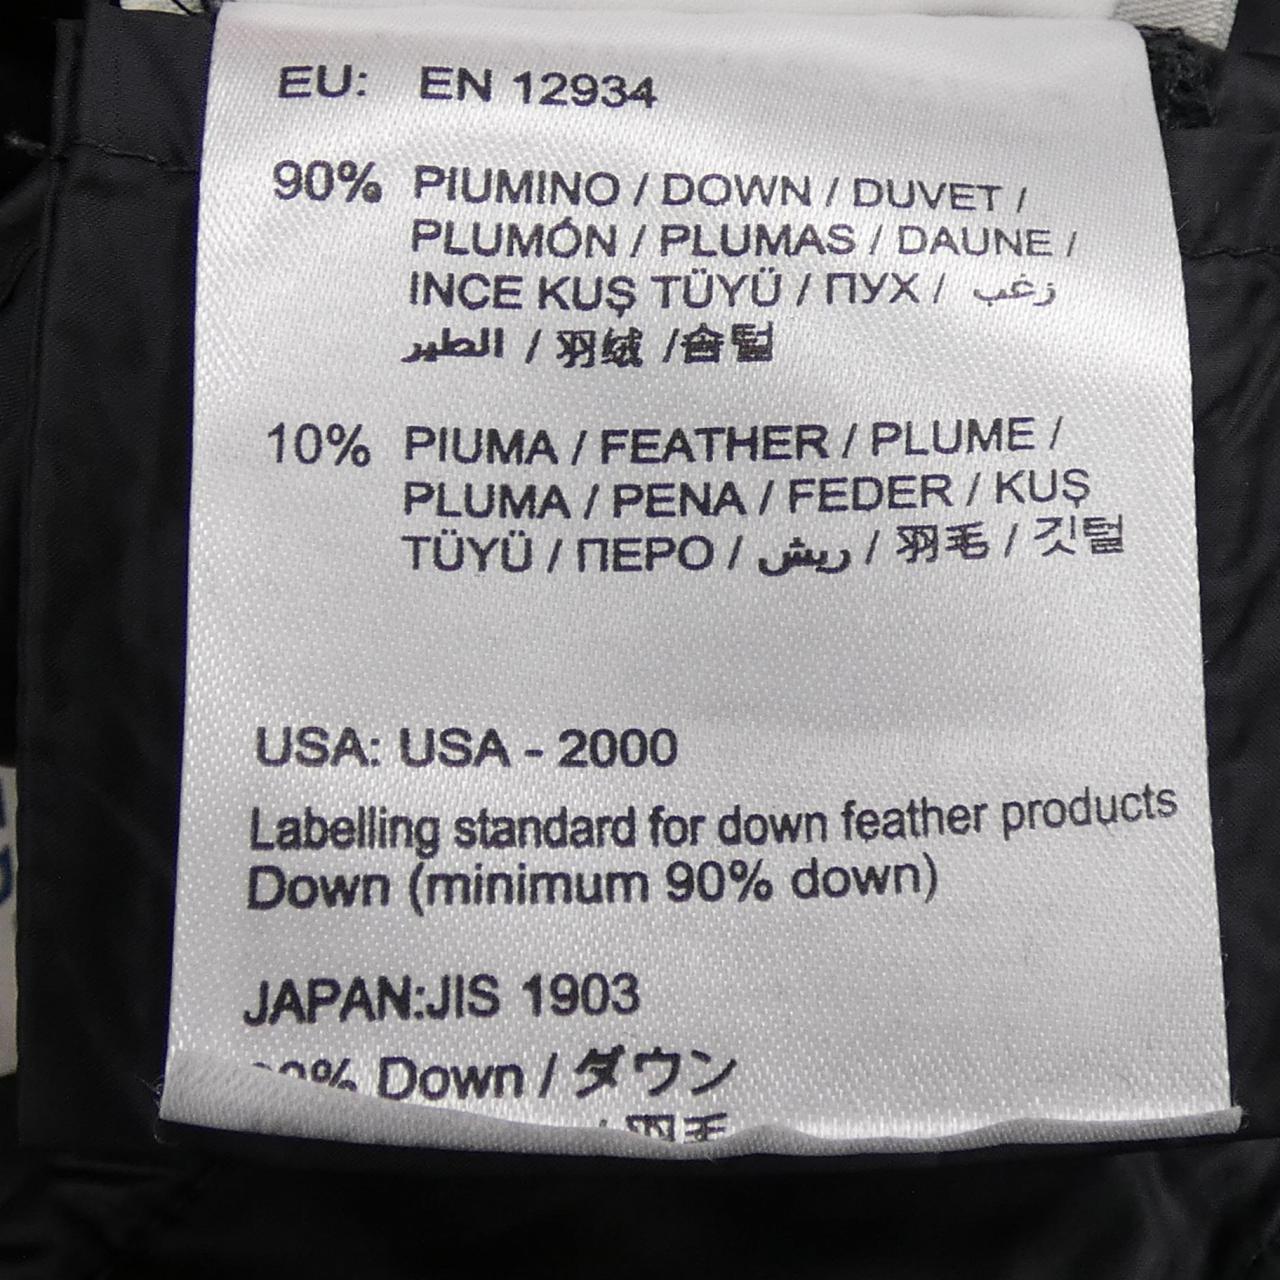 EU: EN 12934
90% PIUMINO / DOWN / DUVET /
PLUMÓN / PLUMAS / DAUNE /
INCE KUŞ TÜYÜ / ПУХ / زغب
الطير / 羽绒 /솜털
10% PIUMA / FEATHER / PLUME /
PLUMA / PENA / FEDER / KUŞ
TÜYÜ / ПЕРО / ريش / 羽毛 / 깃털
USA: USA - 2000
Labelling standard for down feather products
Down (minimum 90% down)
JAPAN:JIS 1903
Down / ダウン